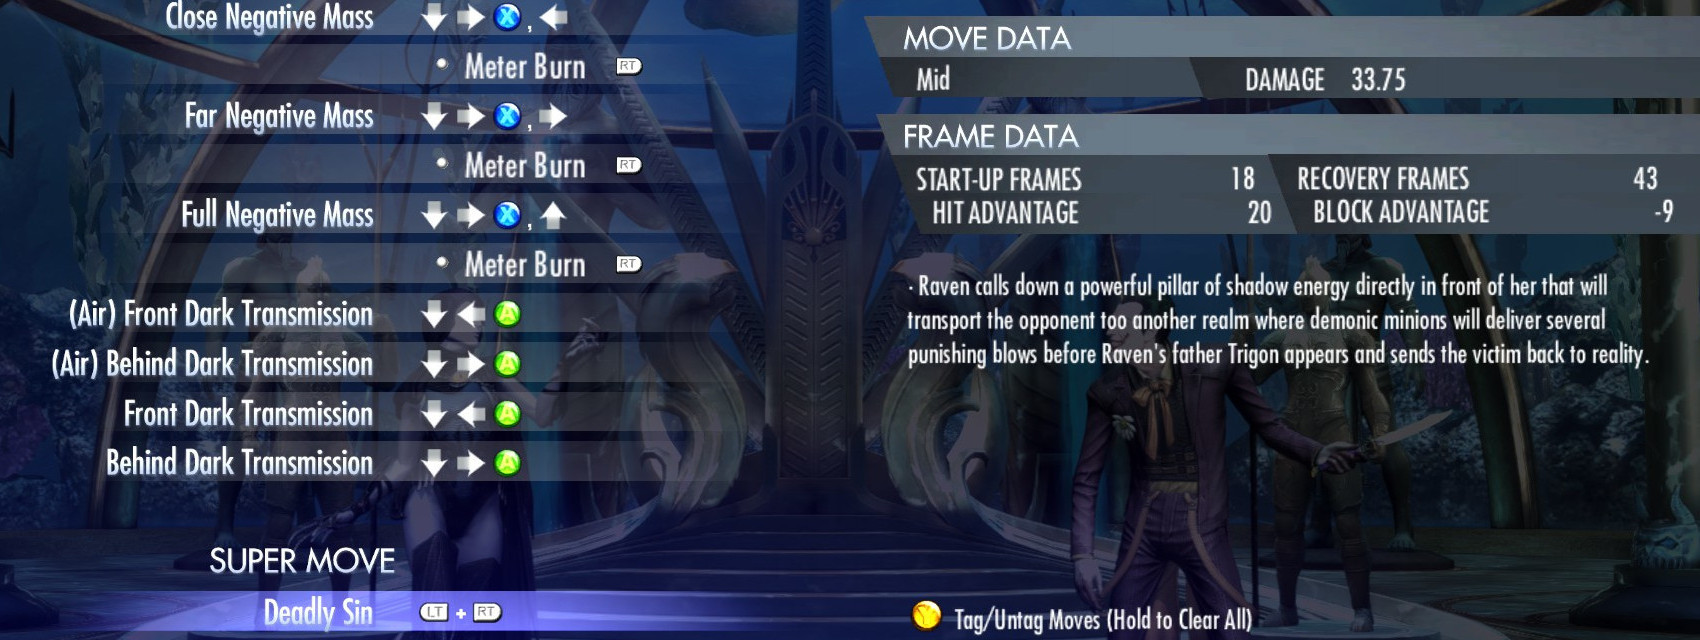 Close Negative Mass X ,
Meter Burn RT
Far Negative Mass X ,
Meter Burn RT
Full Negative Mass X ,
Meter Burn RT
(Air) Front Dark Transmission A
(Air) Behind Dark Transmission A
Front Dark Transmission A
Behind Dark Transmission A
SUPER MOVE
Deadly Sin LT + RT
MOVE DATA
Mid DAMAGE 33.75
FRAME DATA
START-UP FRAMES 18 RECOVERY FRAMES 43
HIT ADVANTAGE 20 BLOCK ADVANTAGE -9
· Raven calls down a powerful pillar of shadow energy directly in front of her that will
transport the opponent too another realm where demonic minions will deliver several
punishing blows before Raven's father Trigon appears and sends the victim back to reality.
Y Tag/Untag Moves (Hold to Clear All)